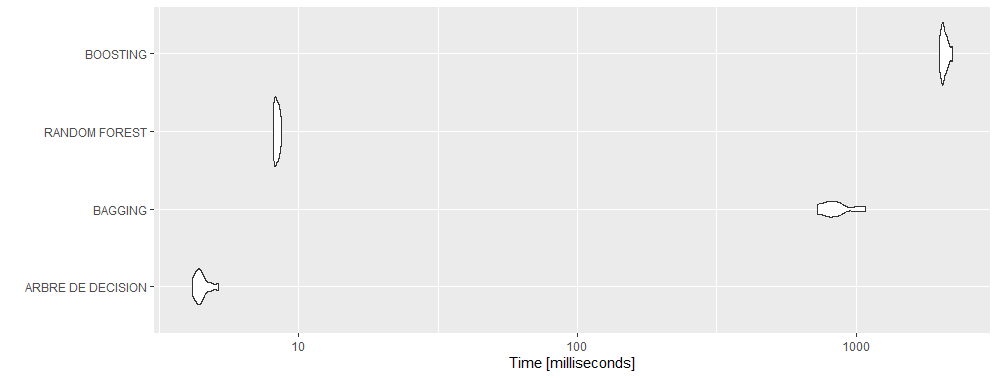 BOOSTING
RANDOM FOREST
BAGGING
ARBRE DE DECISION
10 100 1000
Time [milliseconds]